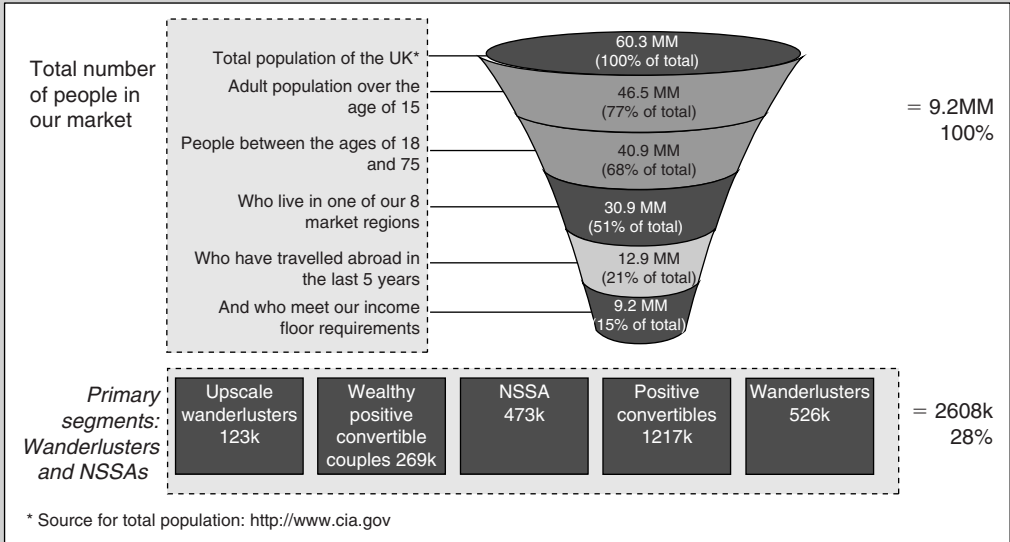 Total number
of people in
our market
Total population of the UK*
Adult population over the
age of 15
People between the ages of 18
and 75
Who live in one of our 8
market regions
Who have travelled abroad in
the last 5 years
And who meet our income
floor requirements
60.3 MM
(100% of total)
46.5 MM
(77% of total)
40.9 MM
(68% of total)
30.9 MM
(51% of total)
12.9 MM
(21% of total)
9.2 MM
(15% of total)
= 9.2MM
100%
Primary
segments:
Wanderlusters
and NSSAs
Upscale
wanderlusters
123k
Wealthy
positive
convertible
couples 269k
NSSA
473k
Positive
convertibles
1217k
Wanderlusters
526k
= 2608k
28%
* Source for total population: http://www.cia.gov